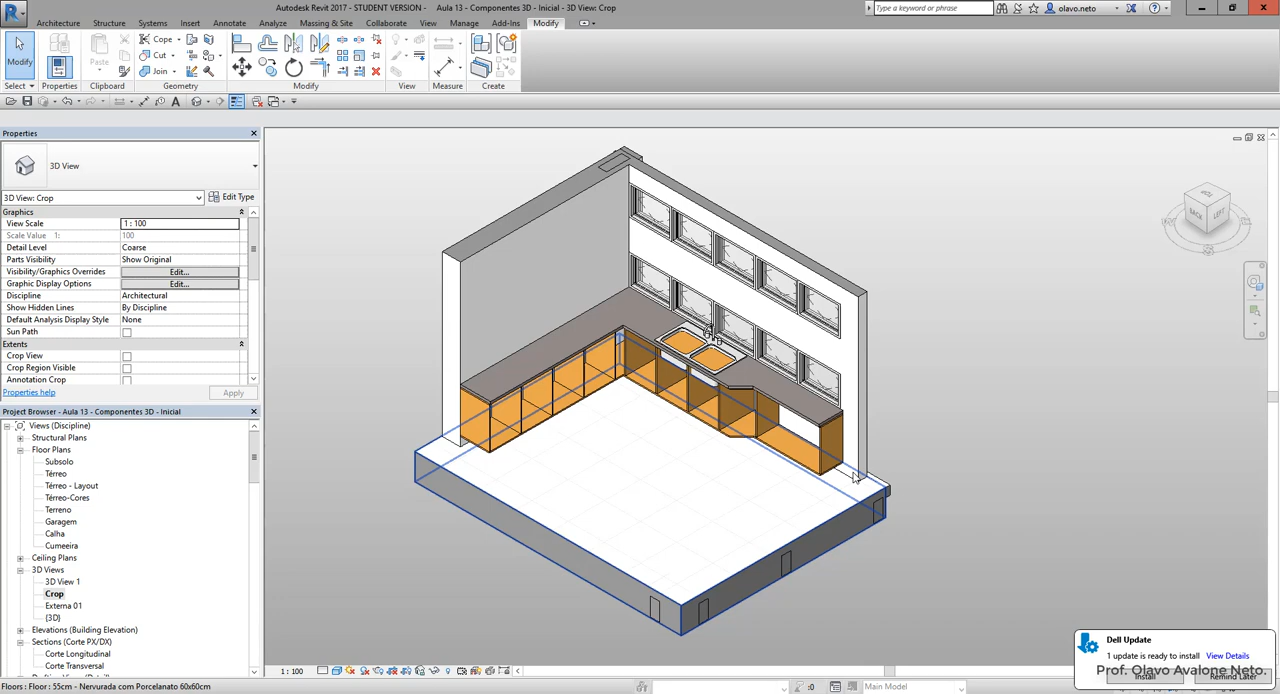 Autodesk Revit 2017 - STUDENT VERSION - Aula 13 - Componentes 3D - Inicial - 3D View: Crop
Type a keyword or phrase
olavo.neto
Architecture Structure Systems Insert Annotate Analyze Massing & Site Collaborate View Manage Add-Ins Modify
Modify
Paste
Cope
Cut
Join
Select Properties Clipboard Geometry Modify View Measure Create
Properties
3D View
3D View: Crop
Edit Type
Graphics
View Scale 1 : 100
Scale Value 1: 100
Detail Level Coarse
Parts Visibility Show Original
Visibility/Graphics Overrides Edit...
Graphic Display Options Edit...
Discipline Architectural
Show Hidden Lines By Discipline
Default Analysis Display Style None
Sun Path
Extents
Crop View
Crop Region Visible
Annotation Crop
Properties help
Apply
Project Browser - Aula 13 - Componentes 3D - Inicial
Views (Discipline)
Structural Plans
Floor Plans
Subsolo
Térreo
Térreo - Layout
Térreo-Cores
Terreno
Garagem
Calha
Cumeeira
Ceiling Plans
3D Views
3D View 1
Crop
Externa 01
{3D}
Elevations (Building Elevation)
Sections (Corte PX/DX)
Corte Longitudinal
Corte Transversal
BACK
LEFT
1 : 100
Floors : Floor : 55cm - Nervurada com Porcelanato 60x60cm
:0
Main Model
Dell Update
1 update is ready to install View Details
Prof. Olavo Avalone Neto.
Install
Remind Later